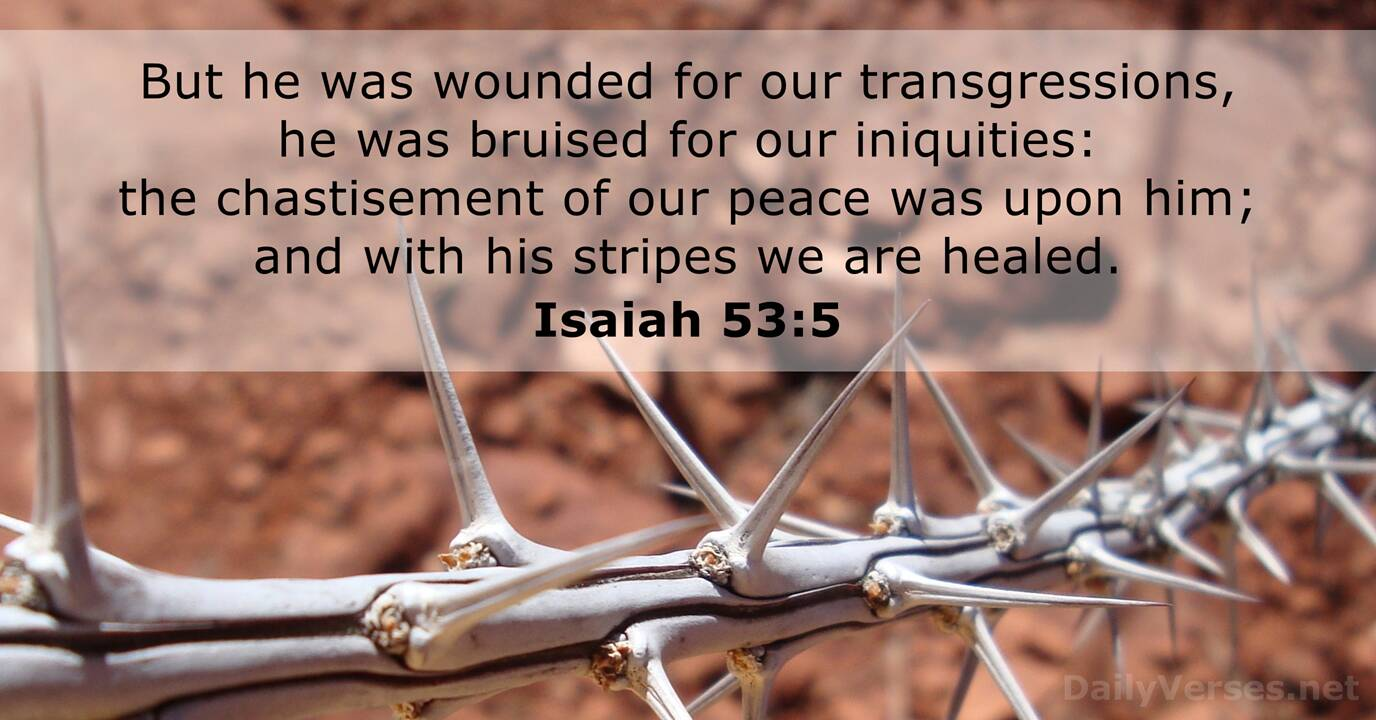 But he was wounded for our transgressions,
he was bruised for our iniquities:
the chastisement of our peace was upon him;
and with his stripes we are healed.
Isaiah 53:5
DailyVerses.net